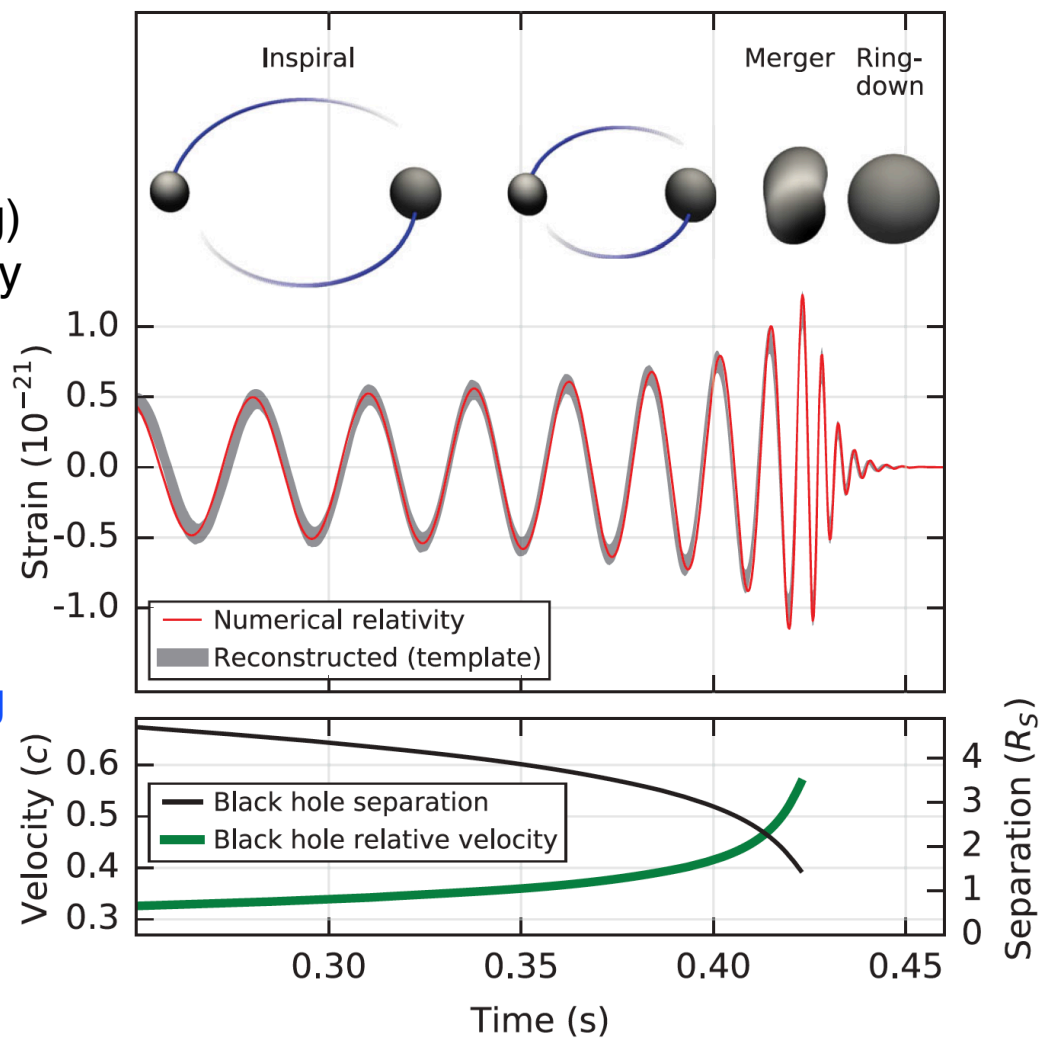 Inspiral
Merger Ring-
down
g)
y
Strain (10⁻²¹)
1.0
0.5
0.0
-0.5
-1.0
Numerical relativity
Reconstructed (template)
g
Velocity (c)
0.6
0.5
0.4
0.3
Black hole separation
Black hole relative velocity
4
3
2
1
0
Separation (R_S)
0.30 0.35 0.40 0.45
Time (s)